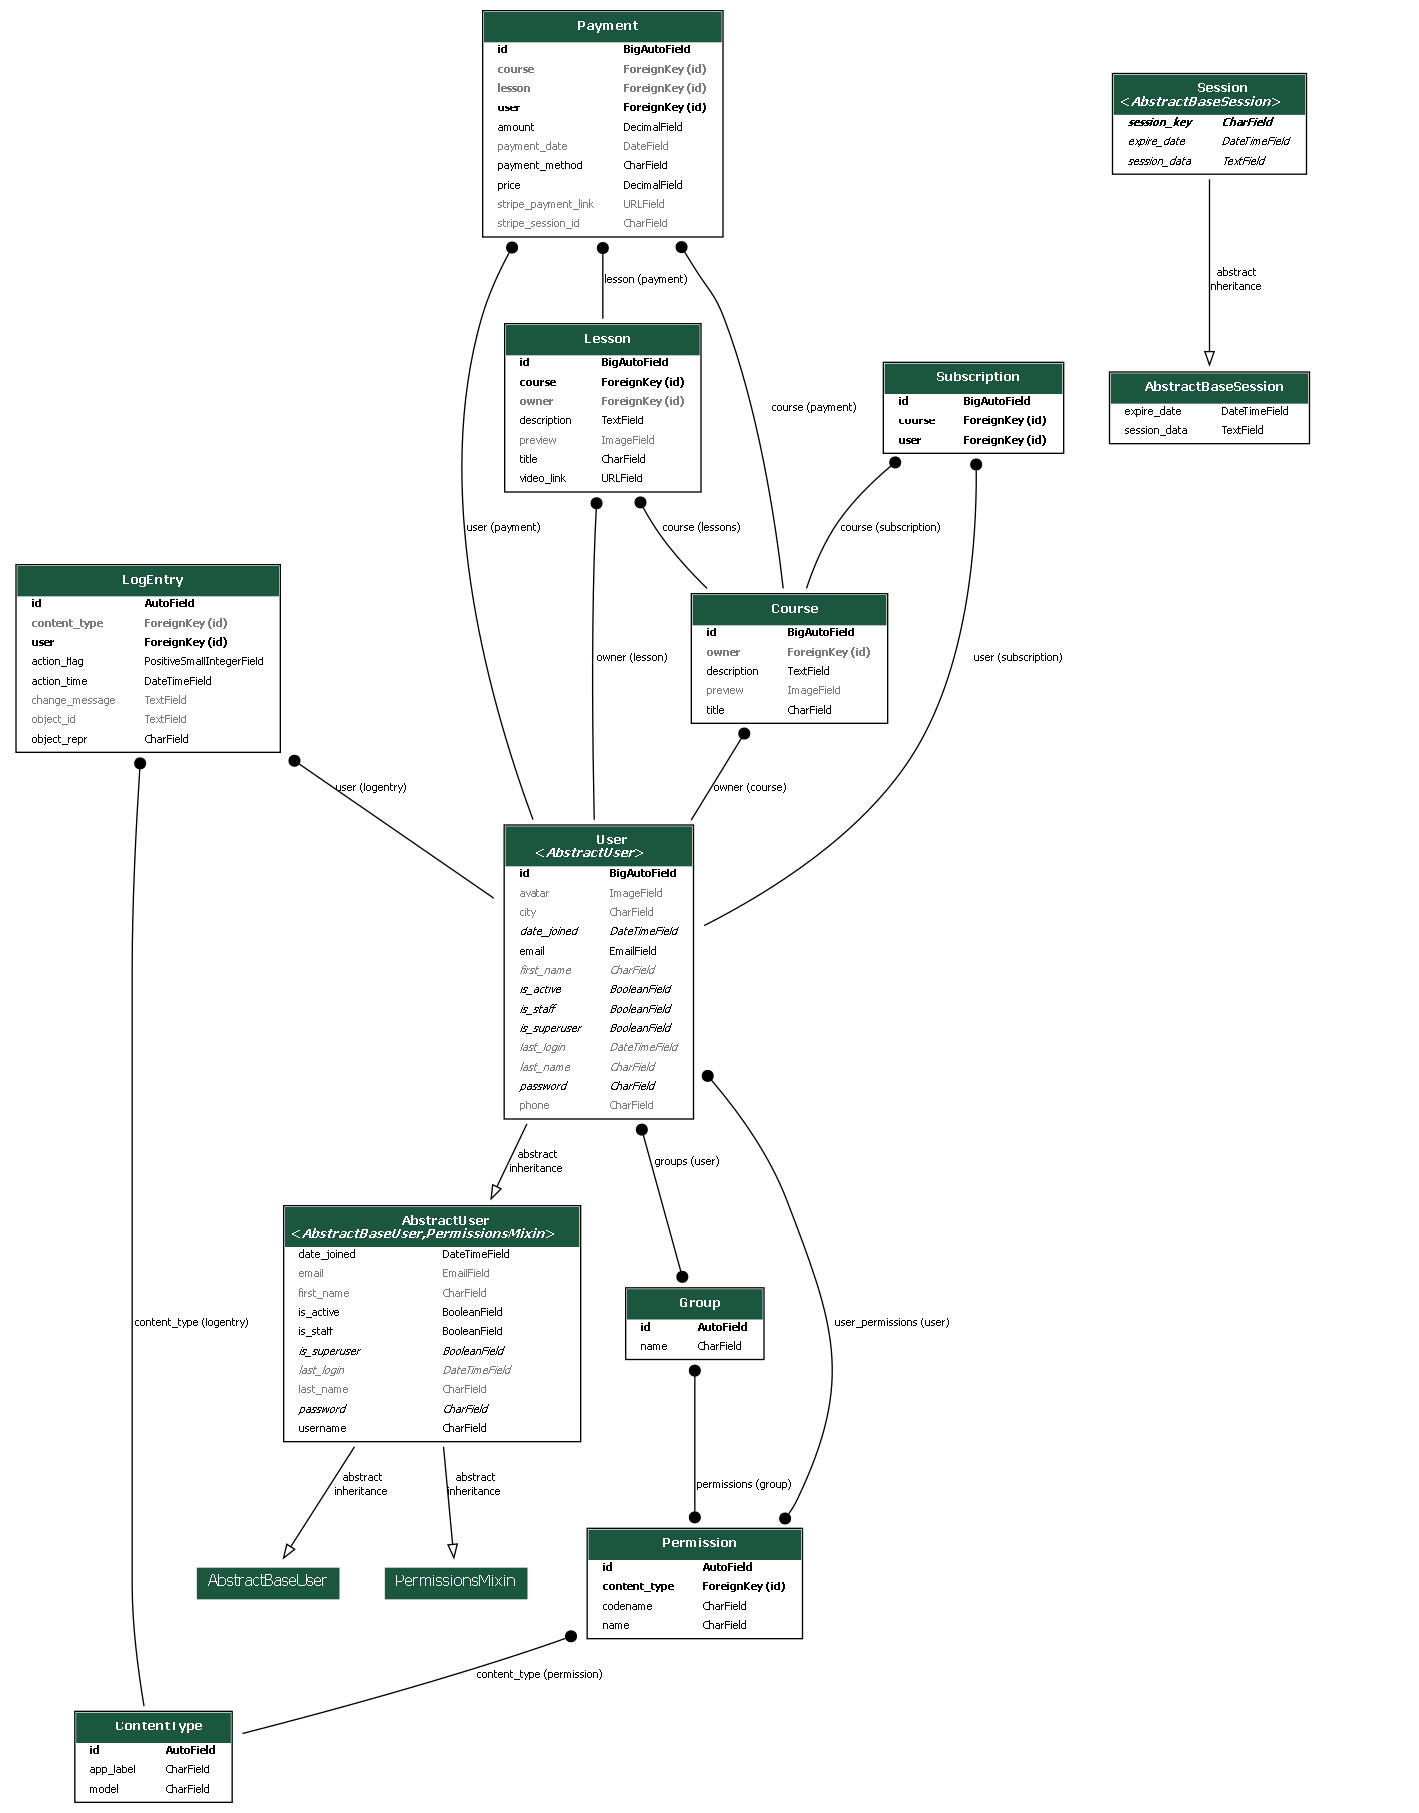 Payment
id BigAutoField
course ForeignKey (id)
lesson ForeignKey (id)
user ForeignKey (id)
amount DecimalField
payment_date DateField
payment_method CharField
price DecimalField
stripe_payment_link URLField
stripe_session_id CharField
Session
<AbstractBaseSession>
session_key CharField
expire_date DateTimeField
session_data TextField
lesson (payment)
abstract
inheritance
Lesson
id BigAutoField
course ForeignKey (id)
owner ForeignKey (id)
description TextField
preview ImageField
title CharField
video_link URLField
Subscription
id BigAutoField
course ForeignKey (id)
user ForeignKey (id)
AbstractBaseSession
expire_date DateTimeField
session_data TextField
course (payment)
user (payment)
course (lessons)
course (subscription)
LogEntry
id AutoField
content_type ForeignKey (id)
user ForeignKey (id)
action_flag PositiveSmallIntegerField
action_time DateTimeField
change_message TextField
object_id TextField
object_repr CharField
Course
id BigAutoField
owner ForeignKey (id)
description TextField
preview ImageField
title CharField
owner (lesson)
user (subscription)
user (logentry)
owner (course)
User
<AbstractUser>
id BigAutoField
avatar ImageField
city CharField
date_joined DateTimeField
email EmailField
first_name CharField
is_active BooleanField
is_staff BooleanField
is_superuser BooleanField
last_login DateTimeField
last_name CharField
password CharField
phone CharField
abstract
inheritance
groups (user)
AbstractUser
<AbstractBaseUser,PermissionsMixin>
date_joined DateTimeField
email EmailField
first_name CharField
is_active BooleanField
is_staff BooleanField
is_superuser BooleanField
last_login DateTimeField
last_name CharField
password CharField
username CharField
Group
id AutoField
name CharField
content_type (logentry)
user_permissions (user)
abstract
inheritance
abstract
inheritance
permissions (group)
AbstractBaseUser
PermissionsMixin
Permission
id AutoField
content_type ForeignKey (id)
codename CharField
name CharField
content_type (permission)
ContentType
id AutoField
app_label CharField
model CharField